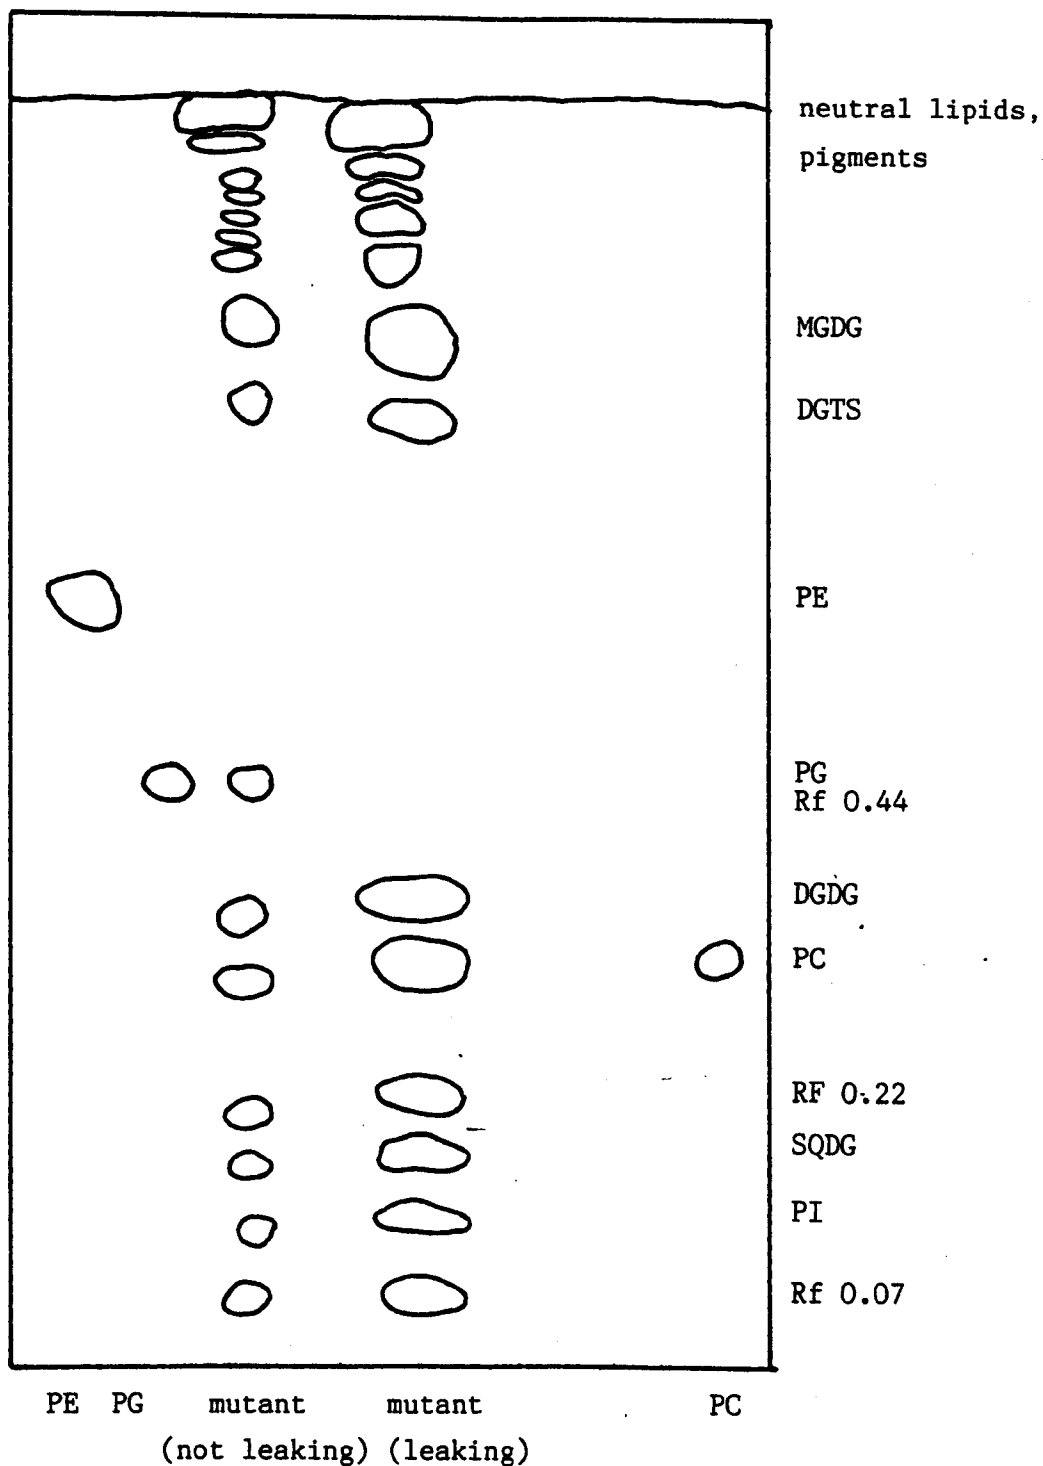 neutral lipids,
pigments
MGDG
DGTS
PE
PG
Rf 0.44
DGDG
PC
RF 0.22
SQDG
PI
Rf 0.07
PE PG mutant mutant PC
(not leaking) (leaking)